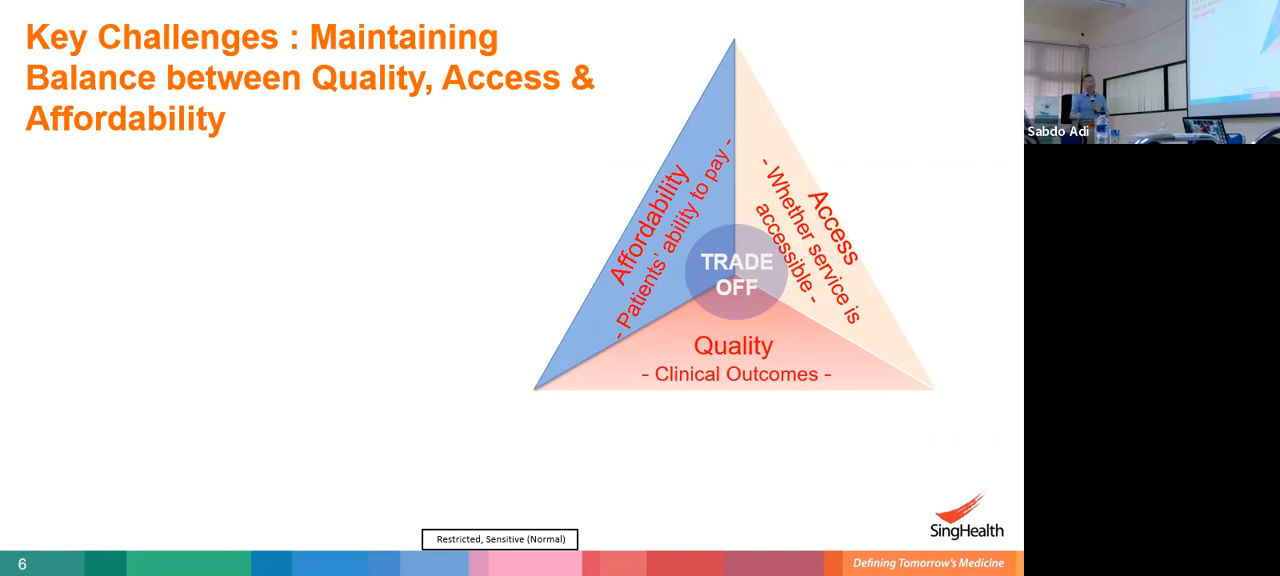 Key Challenges : Maintaining
Balance between Quality, Access &
Affordability
Affordability
- Patients' ability to pay -
Access
- Whether service is
accessible -
TRADE
OFF
Quality
- Clinical Outcomes -
Sabdo Adi
SingHealth
Restricted, Sensitive (Normal)
6
Defining Tomorrow's Medicine